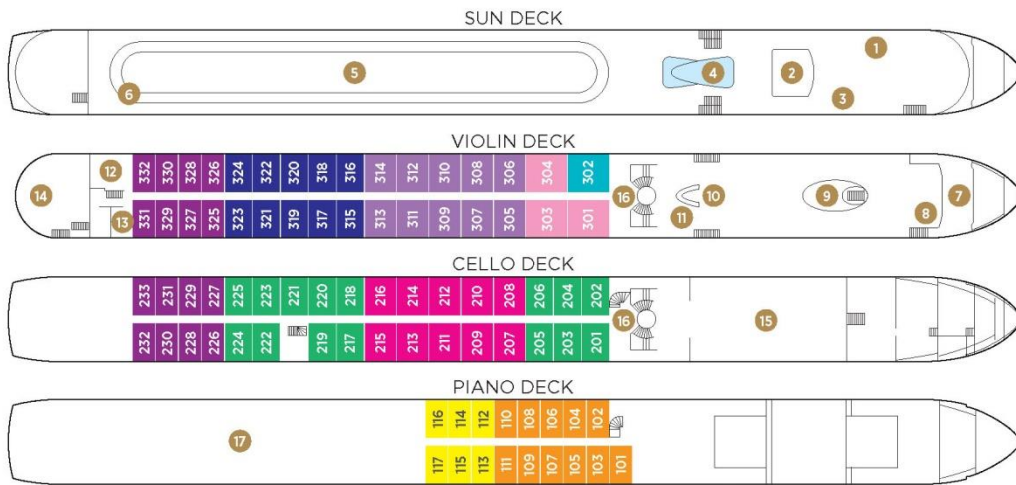 SUN DECK
1
5 4 2
6 3
VIOLIN DECK
12 332 330 328 326 324 322 320 318 316 314 312 310 308 306 304 302
14 16 10 9 7
13 331 329 327 325 323 321 319 317 315 313 311 309 307 305 303 301 11 8
CELLO DECK
233 231 229 227 225 223 221 220 218 216 214 212 210 208 206 204 202
16 15
232 230 228 226 224 222 219 217 215 213 211 209 207 205 203 201
PIANO DECK
116 114 112 110 108 106 104 102
17
117 115 113 111 109 107 105 103 101